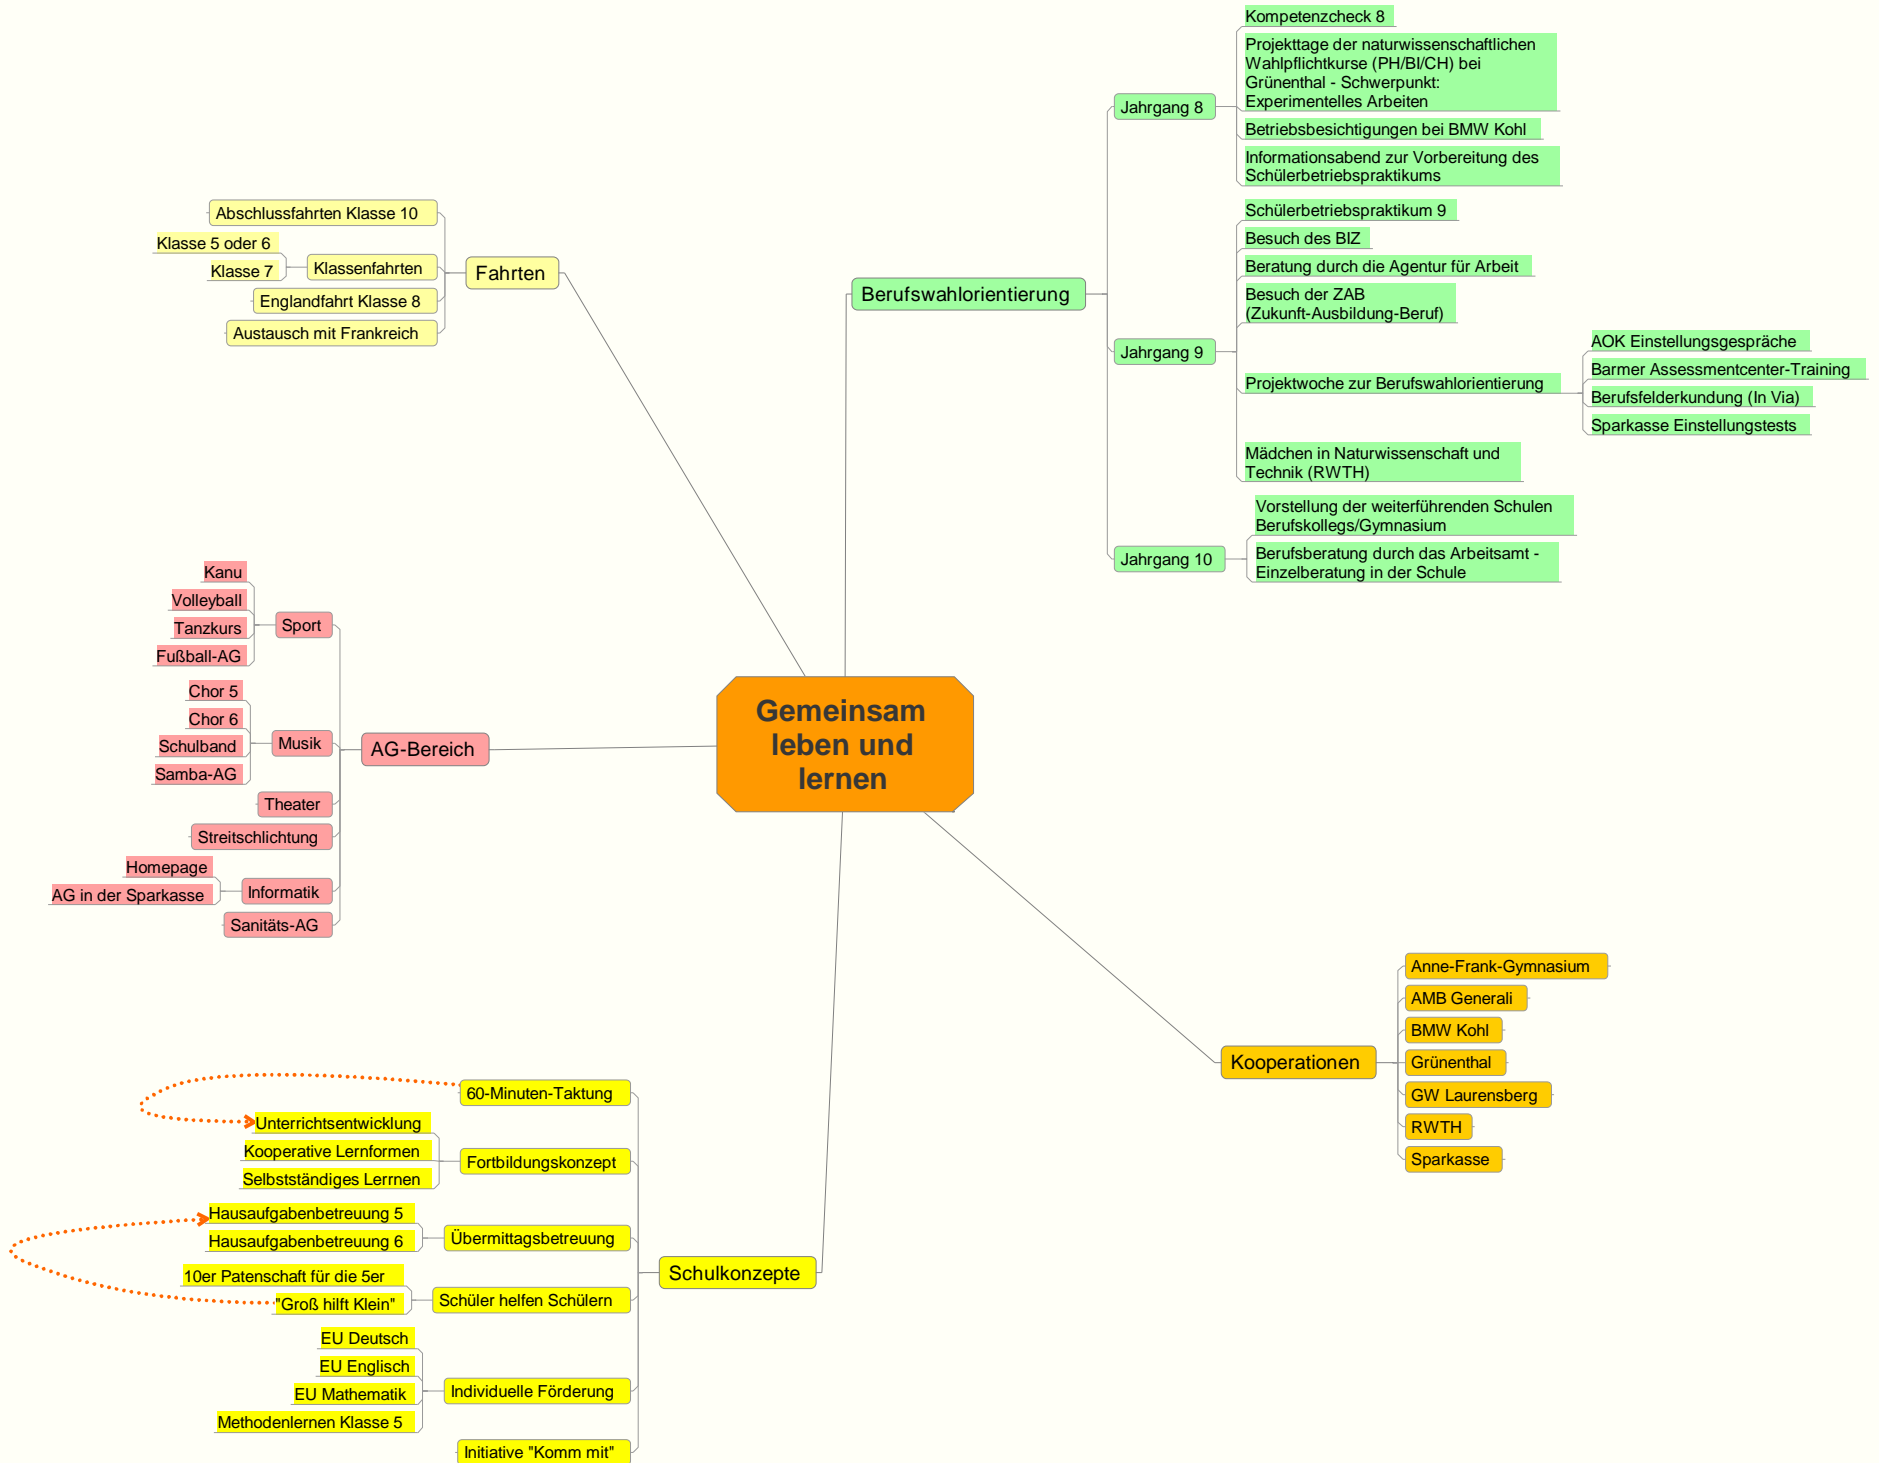 Gemeinsam
leben und
lernen
Fahrten
Abschlussfahrten Klasse 10
Klassenfahrten
Klasse 5 oder 6
Klasse 7
Englandfahrt Klasse 8
Austausch mit Frankreich
Berufswahlorientierung
Jahrgang 8
Kompetenzcheck 8
Projekttage der naturwissenschaftlichen
Wahlpflichtkurse (PH/BI/CH) bei
Grünenthal - Schwerpunkt:
Experimentelles Arbeiten
Betriebsbesichtigungen bei BMW Kohl
Informationsabend zur Vorbereitung des
Schülerbetriebspraktikums
Jahrgang 9
Schülerbetriebspraktikum 9
Besuch des BIZ
Beratung durch die Agentur für Arbeit
Besuch der ZAB
(Zukunft-Ausbildung-Beruf)
Projektwoche zur Berufswahlorientierung
AOK Einstellungsgespräche
Barmer Assessmentcenter-Training
Berufsfelderkundung (In Via)
Sparkasse Einstellungstests
Mädchen in Naturwissenschaft und
Technik (RWTH)
Jahrgang 10
Vorstellung der weiterführenden Schulen
Berufskollegs/Gymnasium
Berufsberatung durch das Arbeitsamt -
Einzelberatung in der Schule
AG-Bereich
Sport
Kanu
Volleyball
Tanzkurs
Fußball-AG
Musik
Chor 5
Chor 6
Schulband
Samba-AG
Theater
Streitschlichtung
Informatik
Homepage
AG in der Sparkasse
Sanitäts-AG
Kooperationen
Anne-Frank-Gymnasium
AMB Generali
BMW Kohl
Grünenthal
GW Laurensberg
RWTH
Sparkasse
Schulkonzepte
60-Minuten-Taktung
Fortbildungskonzept
Unterrichtsentwicklung
Kooperative Lernformen
Selbstständiges Lerrnen
Übermittagsbetreuung
Hausaufgabenbetreuung 5
Hausaufgabenbetreuung 6
Schüler helfen Schülern
10er Patenschaft für die 5er
"Groß hilft Klein"
Individuelle Förderung
EU Deutsch
EU Englisch
EU Mathematik
Methodenlernen Klasse 5
Initiative "Komm mit"